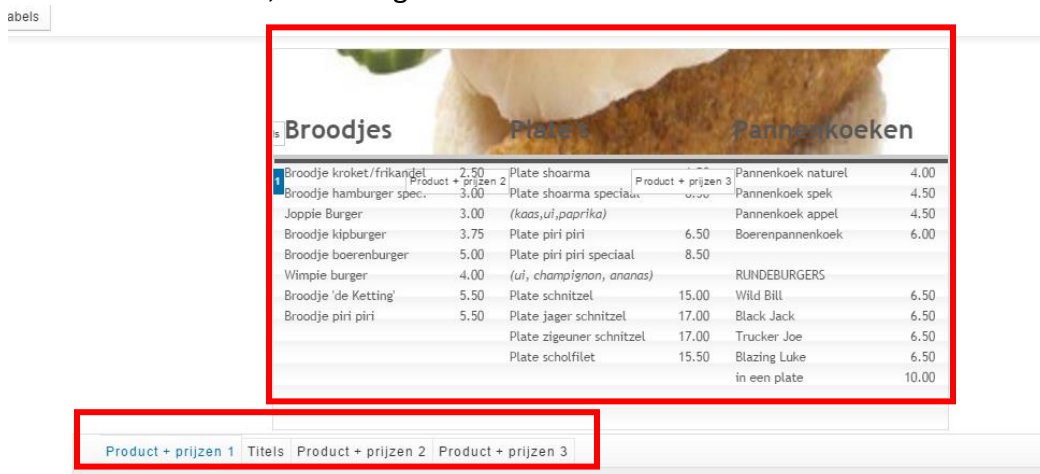 abels
Broodjes
Broodje kroket/frikandel 2.50
Broodje hamburger spec. 3.00
Joppie Burger 3.00
Broodje kipburger 3.75
Broodje boerenburger 5.00
Wimpie burger 4.00
Broodje 'de Ketting' 5.50
Broodje piri piri 5.50
Product + prijzen 2
Plate's
Plate shoarma
Plate shoarma speciaal
(kaas,ui,paprika)
Plate piri piri 6.50
Plate piri piri speciaal 8.50
(ui, champignon, ananas)
Plate schnitzel 15.00
Plate jager schnitzel 17.00
Plate zigeuner schnitzel 17.00
Plate scholfilet 15.50
Product + prijzen 3
Pannenkoeken
Pannenkoek naturel 4.00
Pannenkoek spek 4.50
Pannenkoek appel 4.50
Boerenpannenkoek 6.00
RUNDEBURGERS
Wild Bill 6.50
Black Jack 6.50
Trucker Joe 6.50
Blazing Luke 6.50
in een plate 10.00
Product + prijzen 1 Titels Product + prijzen 2 Product + prijzen 3